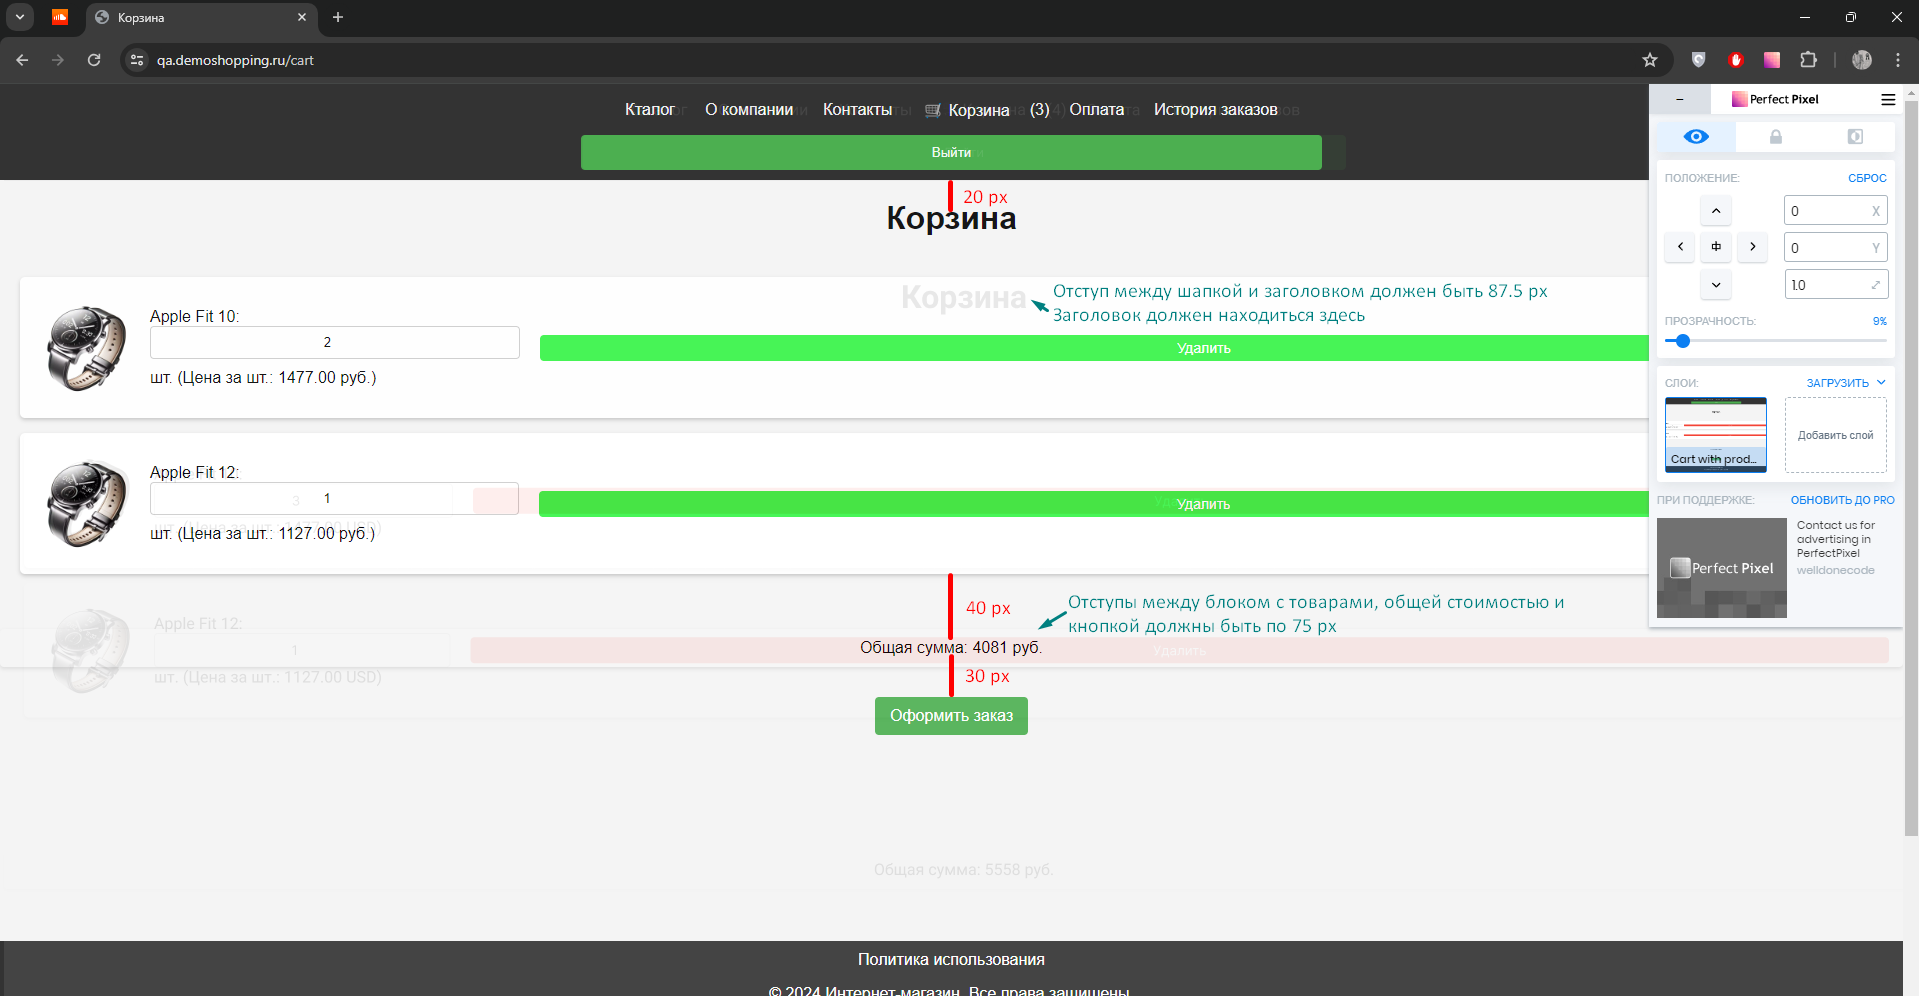 Корзина
qa.demoshopping.ru/cart
Кталог О компании Контакты Корзина (3) Оплата История заказов
Выйти
20 px
Корзина
Корзина
Отступ между шапкой и заголовком должен быть 87.5 px
Заголовок должен находиться здесь
Apple Fit 10:
2
Удалить
шт. (Цена за шт.: 1477.00 руб.)
Apple Fit 12:
3
1
Удалить
шт. (Цена за шт.: 1127.00 руб.)
40 px
Отступы между блоком с товарами, общей стоимостью и
кнопкой должны быть по 75 px
Apple Fit 12:
1
Общая сумма: 4081 руб.
Удалить
шт. (Цена за шт.: 1127.00 USD)
30 px
Оформить заказ
Общая сумма: 5558 руб.
Политика использования
© 2024 Интернет-магазин. Все права защищены.
Perfect Pixel
ПОЛОЖЕНИЕ: СБРОС
0 X
0 Y
1.0
ПРОЗРАЧНОСТЬ: 9%
СЛОИ: ЗАГРУЗИТЬ
Cart with prod...
Добавить слой
ПРИ ПОДДЕРЖКЕ: ОБНОВИТЬ ДО PRO
Perfect Pixel
Contact us for
advertising in
PerfectPixel
welldonecode